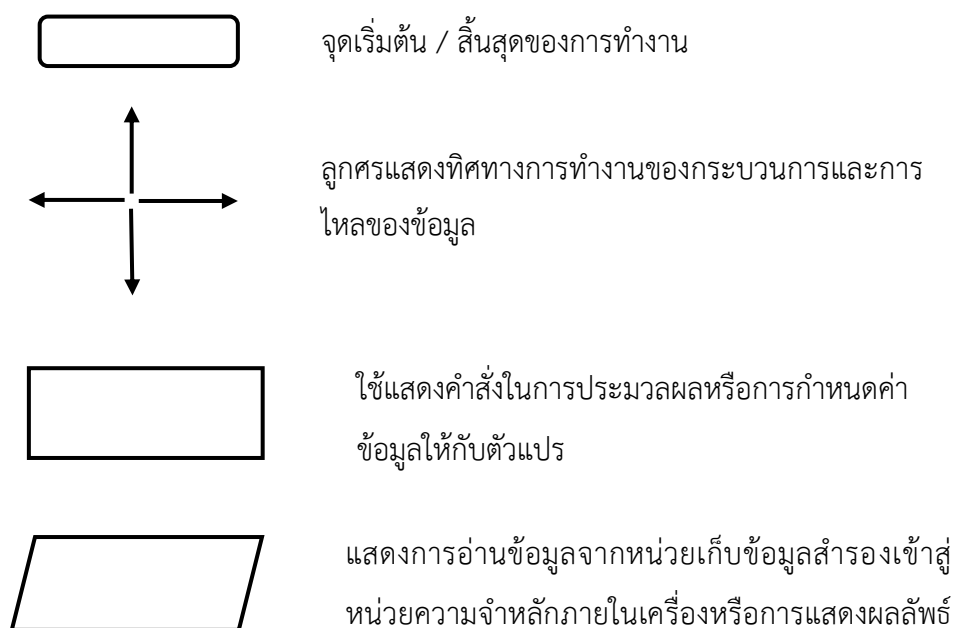 จุดเริ่มต้น / สิ้นสุดของการทำงาน
ลูกศรแสดงทิศทางการทำงานของกระบวนการและการ
ไหลของข้อมูล
ใช้แสดงคำสั่งในการประมวลผลหรือการกำหนดค่า
ข้อมูลให้กับตัวแปร
แสดงการอ่านข้อมูลจากหน่วยเก็บข้อมูลสำรองเข้าสู่
หน่วยความจำหลักภายในเครื่องหรือการแสดงผลลัพธ์